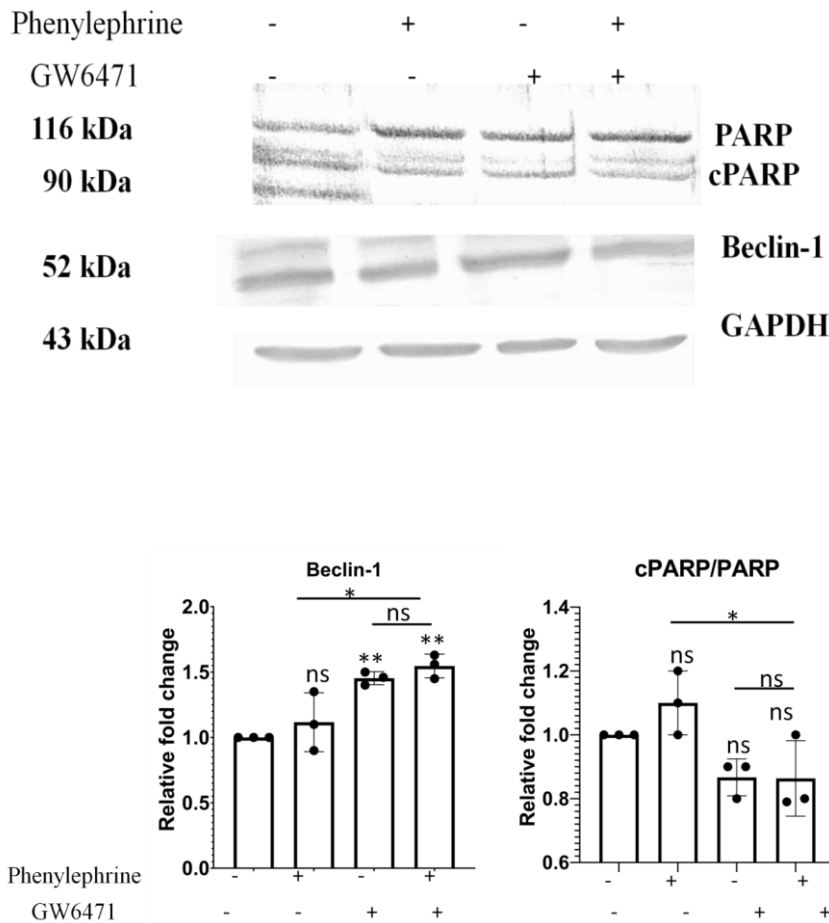 Phenylephrine - + - +
GW6471 - - + +
116 kDa PARP
90 kDa cPARP
52 kDa Beclin-1
43 kDa GAPDH
Beclin-1
Relative fold change
2.0
1.5
1.0
0.5
0.0
*
ns
ns
**
**
Phenylephrine - + - +
GW6471 - - + +
cPARP/PARP
Relative fold change
1.4
1.2
1.0
0.8
0.6
*
ns
ns
ns
ns
- + - +
- - + +